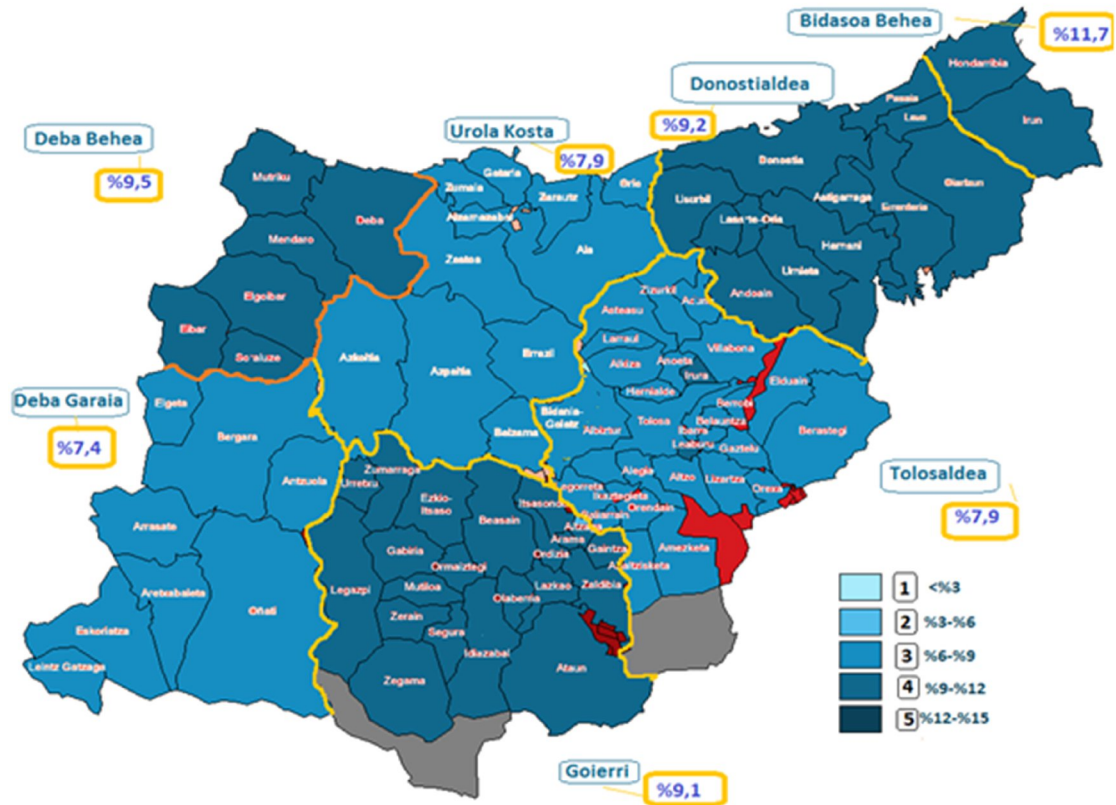 Bidasoa Behea
%11,7
Hondarribia
Irun
Donostialdea
%9,2
Pasaia
Lezo
Donostia
Oiartzun
Usurbil
Astigarraga
Errenteria
Lasarte-Oria
Hernani
Urnieta
Andoain
Urola Kosta
%7,9
Getaria
Zumaia
Zarautz
Orio
Aizarnazabal
Aia
Zestoa
Azkoitia
Azpeitia
Errezil
Beizama
Bidania-Goiatz
Deba Behea
%9,5
Mutriku
Deba
Mendaro
Elgoibar
Eibar
Soraluze
Deba Garaia
%7,4
Elgeta
Bergara
Antzuola
Arrasate
Aretxabaleta
Oñati
Eskoriatza
Leintz Gatzaga
Tolosaldea
%7,9
Zizurkil
Asteasu
Larraul
Villabona
Alkiza
Anoeta
Irura
Hernialde
Elduain
Berrobi
Berastegi
Albiztur
Tolosa
Belauntza
Ibarra
Leaburu
Gaztelu
Alegia
Altzo
Lizartza
Orexa
Legorreta
Ikaztegieta
Orendain
Amezketa
Zumarraga
Urretxu
Ezkio-
Itsaso
Beasain
Itsasondo
Arama
Gabiria
Ormaiztegi
Ordizia
Gaintza
Legazpi
Mutiloa
Lazkao
Zaldibia
Olaberria
Zerain
Segura
Idiazabal
Ataun
Zegama
Goierri
%9,1
1 <%3
2 %3-%6
3 %6-%9
4 %9-%12
5 %12-%15